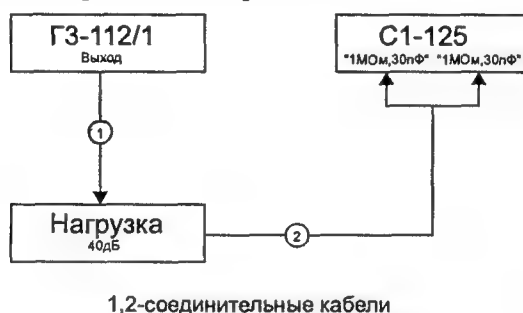 Г3-112/1
Выход
С1-125
"1МОм,30пФ" "1МОм,30пФ"
1
Нагрузка
40дБ
2
1,2-соединительные кабели